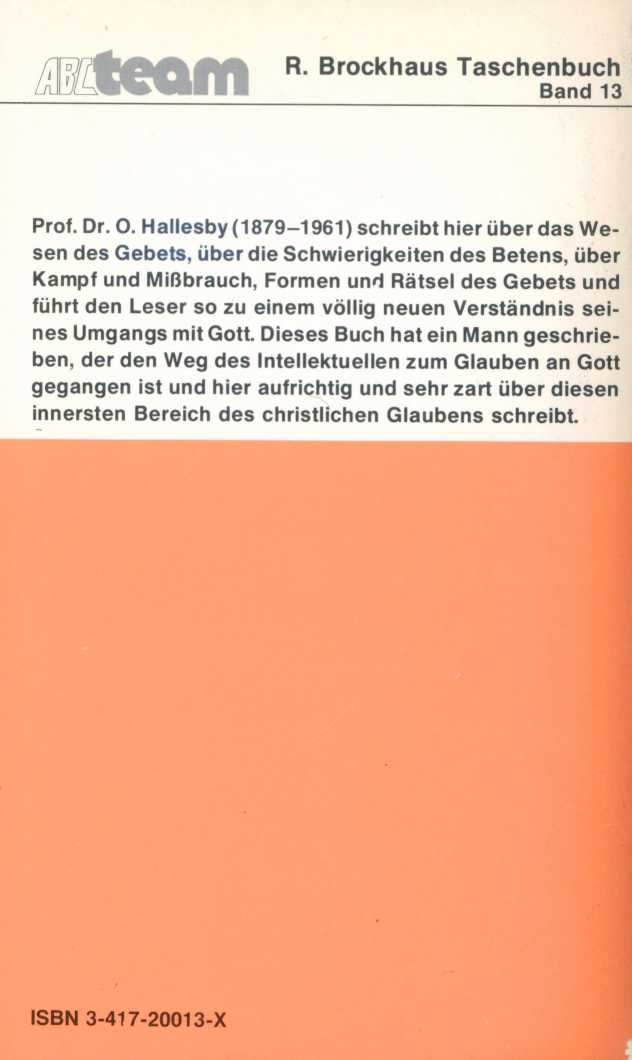 ABCteam
R. Brockhaus Taschenbuch
Band 13
Prof. Dr. O. Hallesby (1879–1961) schreibt hier über das We-
sen des Gebets, über die Schwierigkeiten des Betens, über
Kampf und Mißbrauch, Formen und Rätsel des Gebets und
führt den Leser so zu einem völlig neuen Verständnis sei-
nes Umgangs mit Gott. Dieses Buch hat ein Mann geschrie-
ben, der den Weg des Intellektuellen zum Glauben an Gott
gegangen ist und hier aufrichtig und sehr zart über diesen
innersten Bereich des christlichen Glaubens schreibt.
ISBN 3-417-20013-X